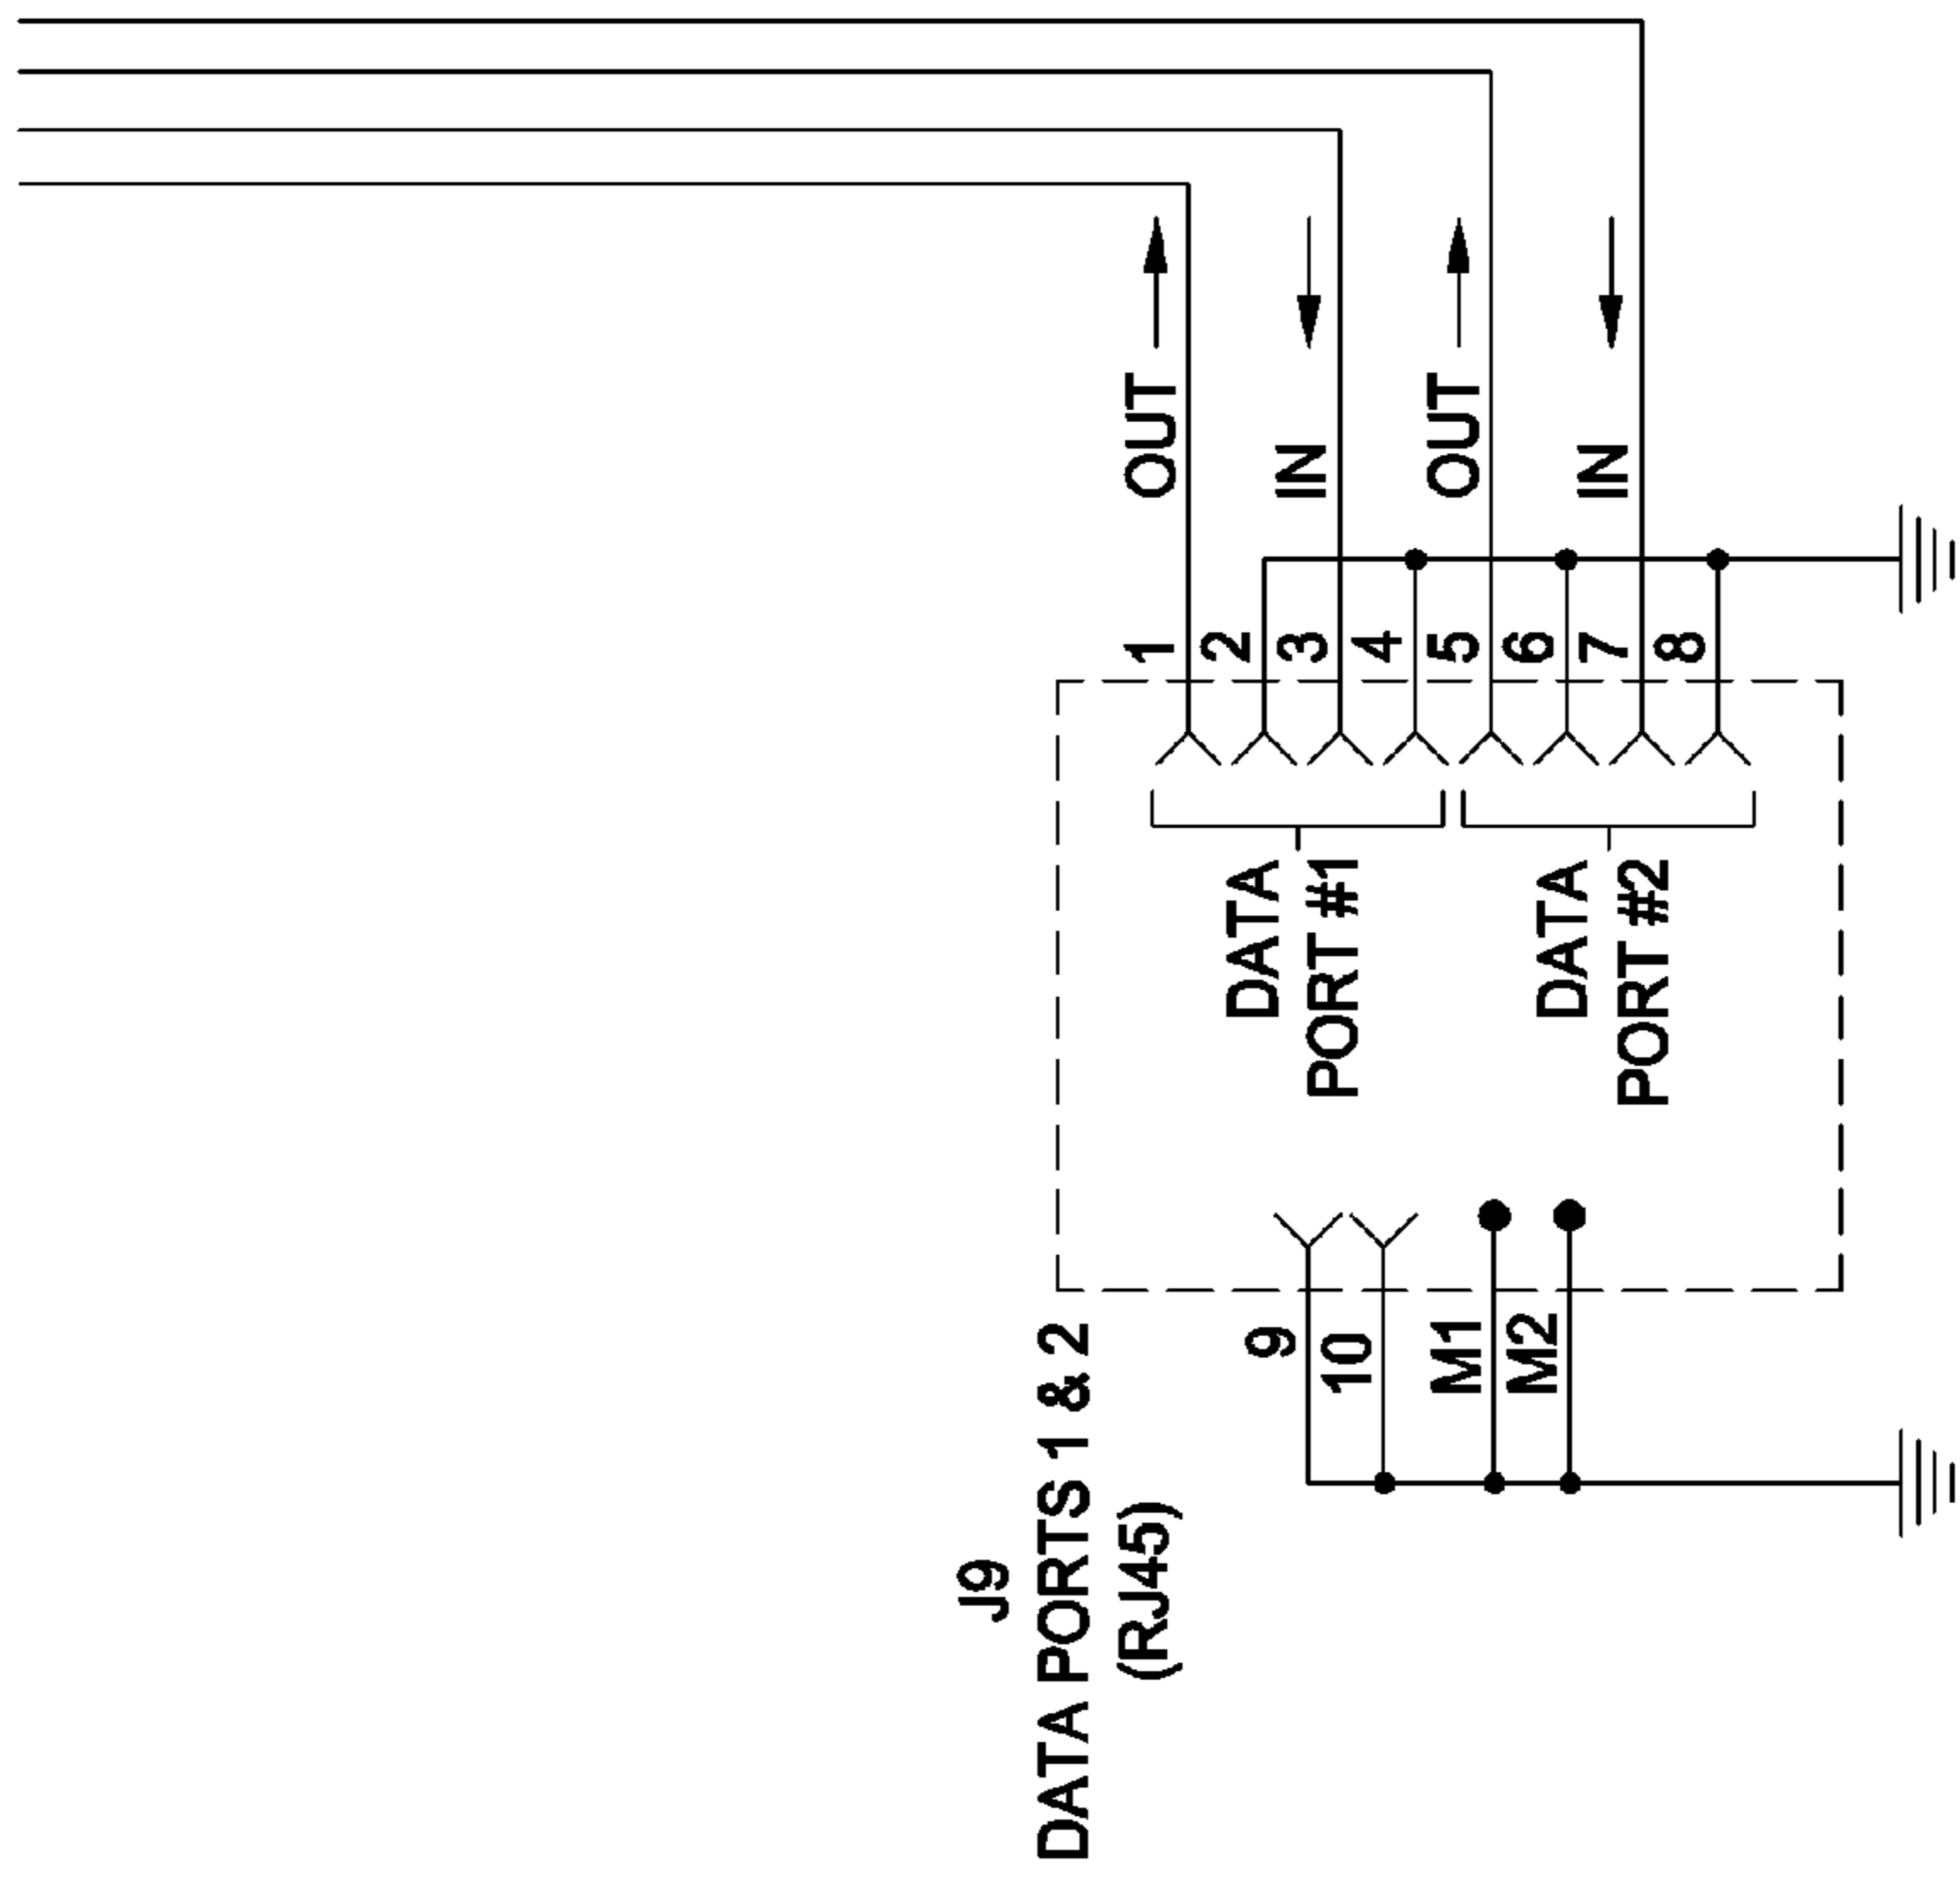 J9
DATA PORTS 1 & 2
(RJ45)
9
10
M1
M2
DATA
PORT #1
DATA
PORT #2
1
2
3
4
5
6
7
8
OUT
IN
OUT
IN